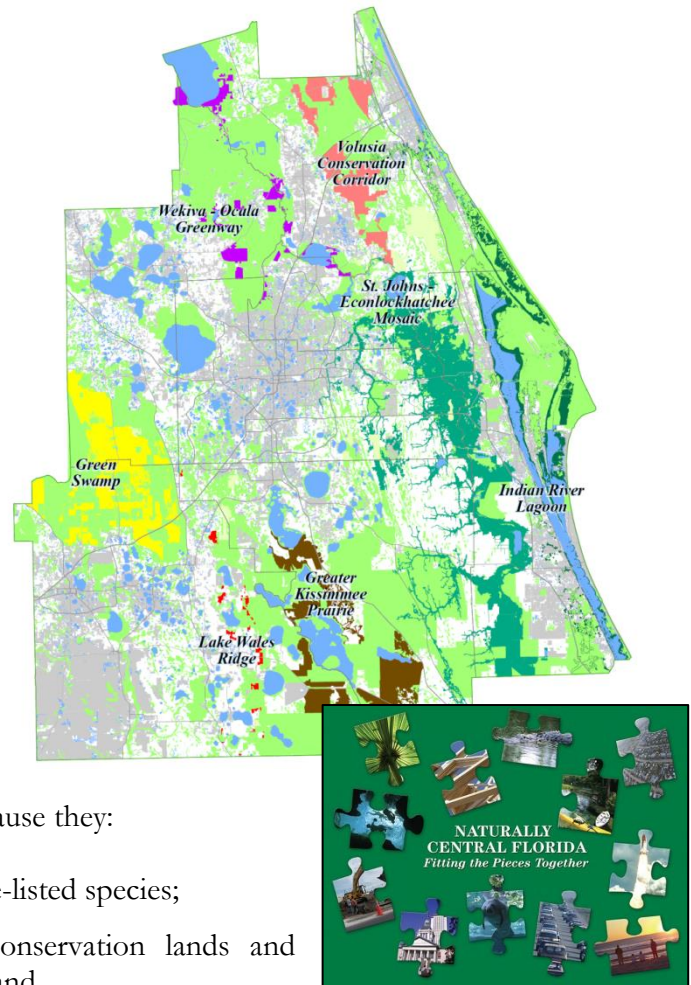 Volusia
Conservation
Corridor
Wekiva - Ocala
Greenway
St. Johns -
Econlockhatchee
Mosaic
Green
Swamp
Indian River
Lagoon
Greater
Kissimmee
Prairie
Lake Wales
Ridge
ause they:
e-listed species;
onservation lands and
and
NATURALLY
CENTRAL FLORIDA
Fitting the Pieces Together